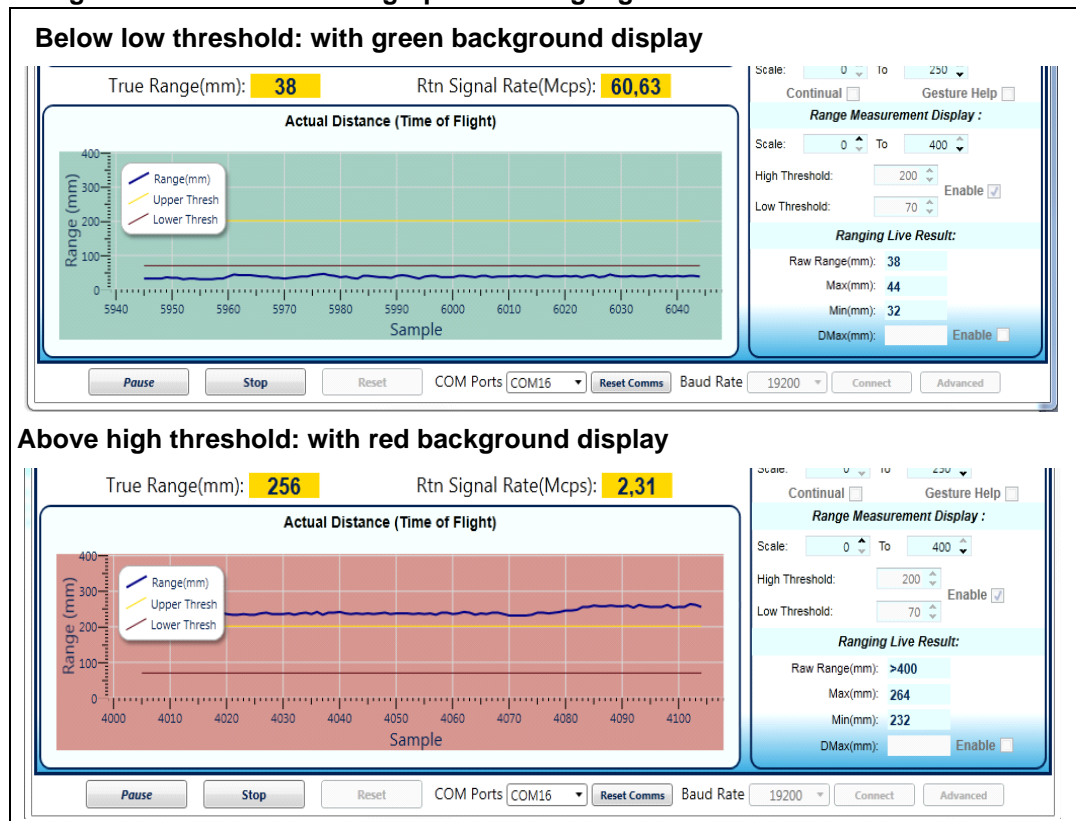 Below low threshold: with green background display
True Range(mm): 38 Rtn Signal Rate(Mcps): 60,63
Scale: 0 To 250
Continual Gesture Help
Actual Distance (Time of Flight)
Range Measurement Display :
Scale: 0 To 400
High Threshold: 200
Enable
Low Threshold: 70
Ranging Live Result:
Raw Range(mm): 38
Max(mm): 44
Min(mm): 32
DMax(mm): Enable
Range (mm)
400
300
200
100
0
Range(mm)
Upper Thresh
Lower Thresh
5940 5950 5960 5970 5980 5990 6000 6010 6020 6030 6040
Sample
Pause Stop Reset COM Ports COM16 Reset Comms Baud Rate 19200 Connect Advanced
Above high threshold: with red background display
True Range(mm): 256 Rtn Signal Rate(Mcps): 2,31
Scale: 0 To 250
Continual Gesture Help
Actual Distance (Time of Flight)
Range Measurement Display :
Scale: 0 To 400
High Threshold: 200
Enable
Low Threshold: 70
Ranging Live Result:
Raw Range(mm): >400
Max(mm): 264
Min(mm): 232
DMax(mm): Enable
Range (mm)
400
300
200
100
0
Range(mm)
Upper Thresh
Lower Thresh
4000 4010 4020 4030 4040 4050 4060 4070 4080 4090 4100
Sample
Pause Stop Reset COM Ports COM16 Reset Comms Baud Rate 19200 Connect Advanced